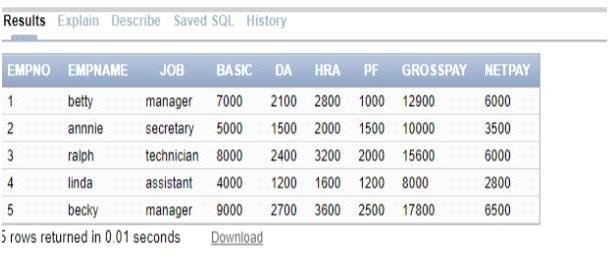 Results Explain Describe Saved SQL History
EMPNO EMPNAME JOB BASIC DA HRA PF GROSSPAY NETPAY
1 betty manager 7000 2100 2800 1000 12900 6000
2 annnie secretary 5000 1500 2000 1500 10000 3500
3 ralph technician 8000 2400 3200 2000 15600 6000
4 linda assistant 4000 1200 1600 1200 8000 2800
5 becky manager 9000 2700 3600 2500 17800 6500
5 rows returned in 0.01 seconds Download